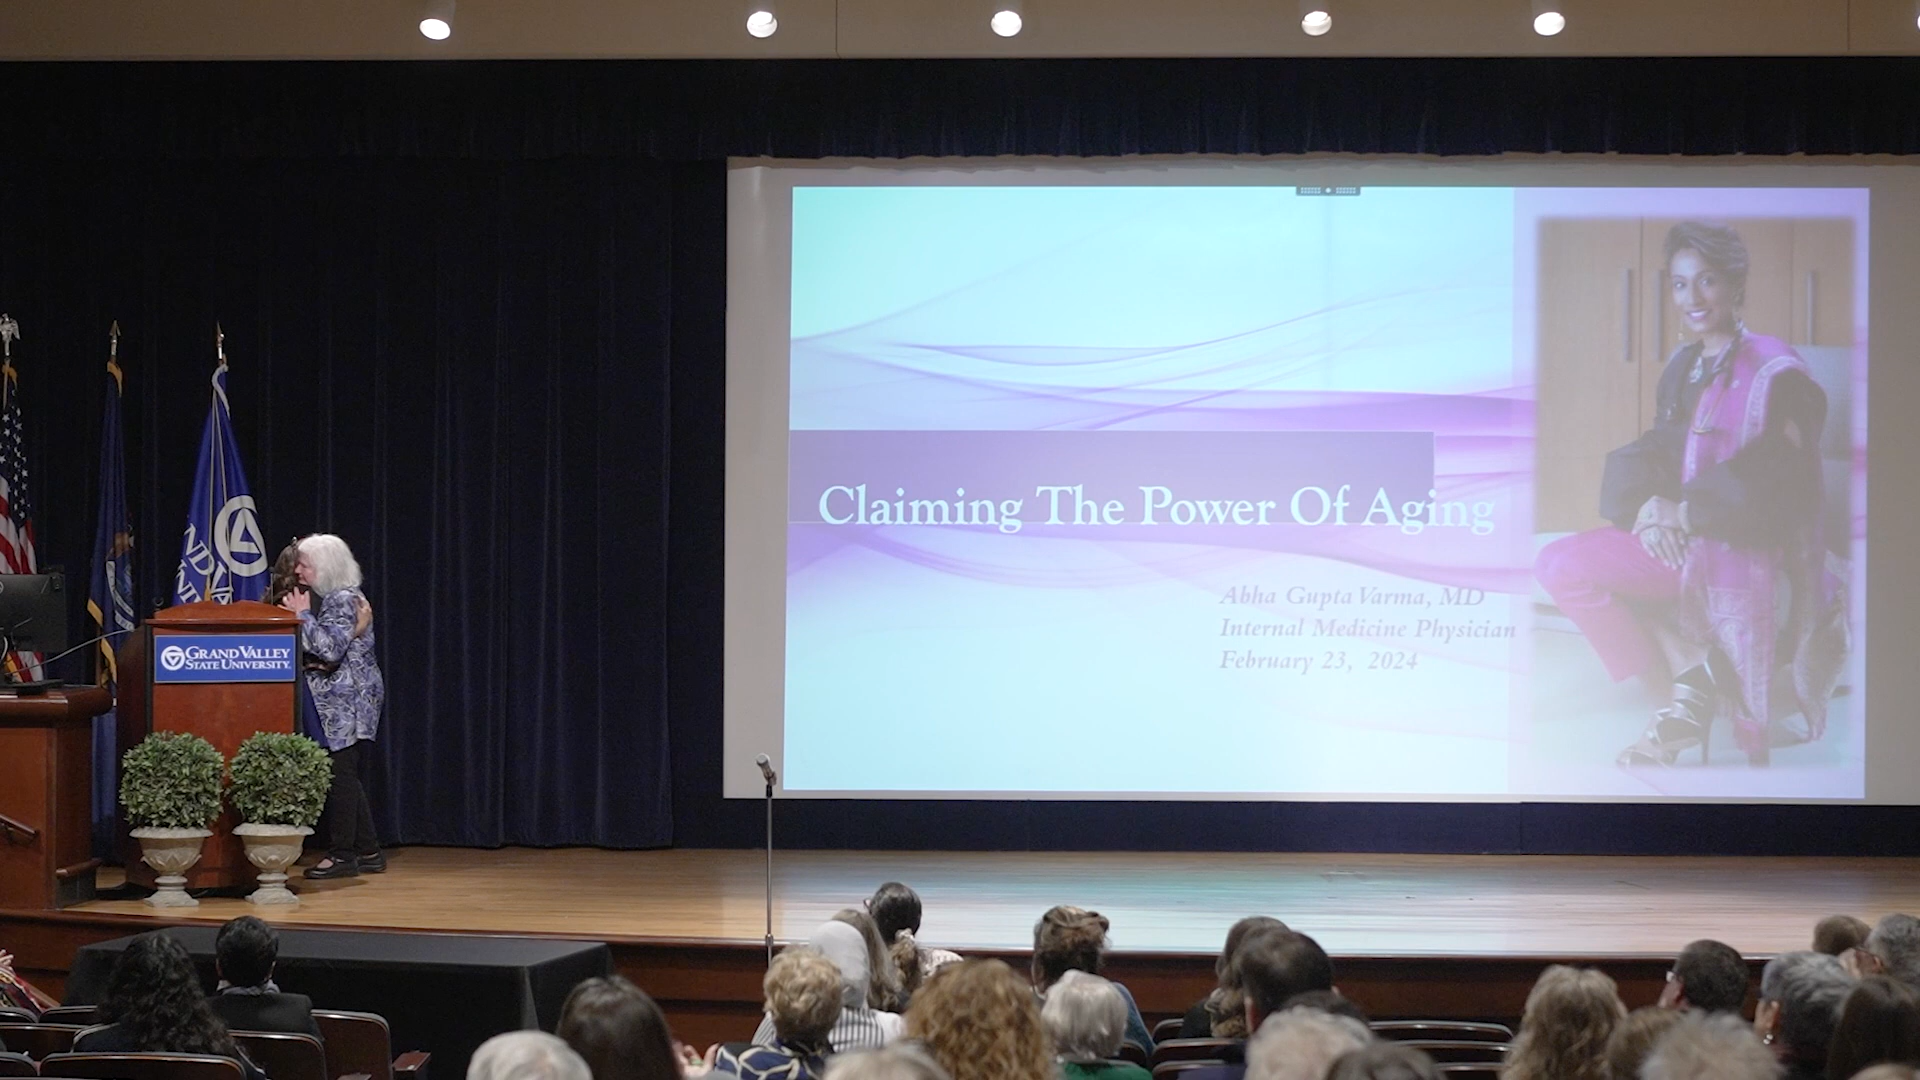 Claiming The Power Of Aging
Abha Gupta Varma, MD
Internal Medicine Physician
February 23, 2024
GRAND VALLEY
STATE UNIVERSITY